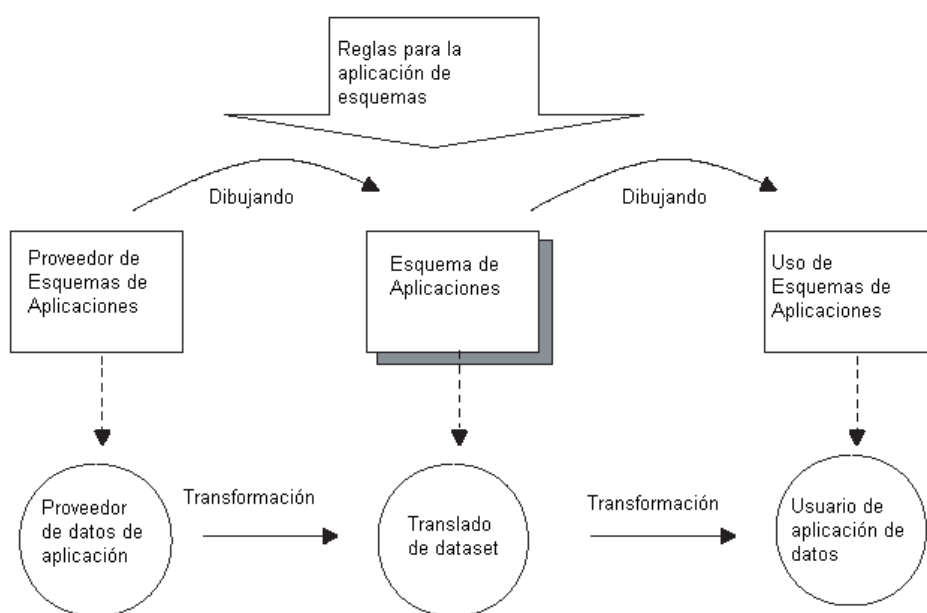 Reglas para la
aplicación de
esquemas
Dibujando
Dibujando
Proveedor de
Esquemas de
Aplicaciones
Esquema de
Aplicaciones
Uso de
Esquemas de
Aplicaciones
Proveedor
de datos de
aplicación
Transformación
Translado
de dataset
Transformación
Usuario de
aplicación de
datos